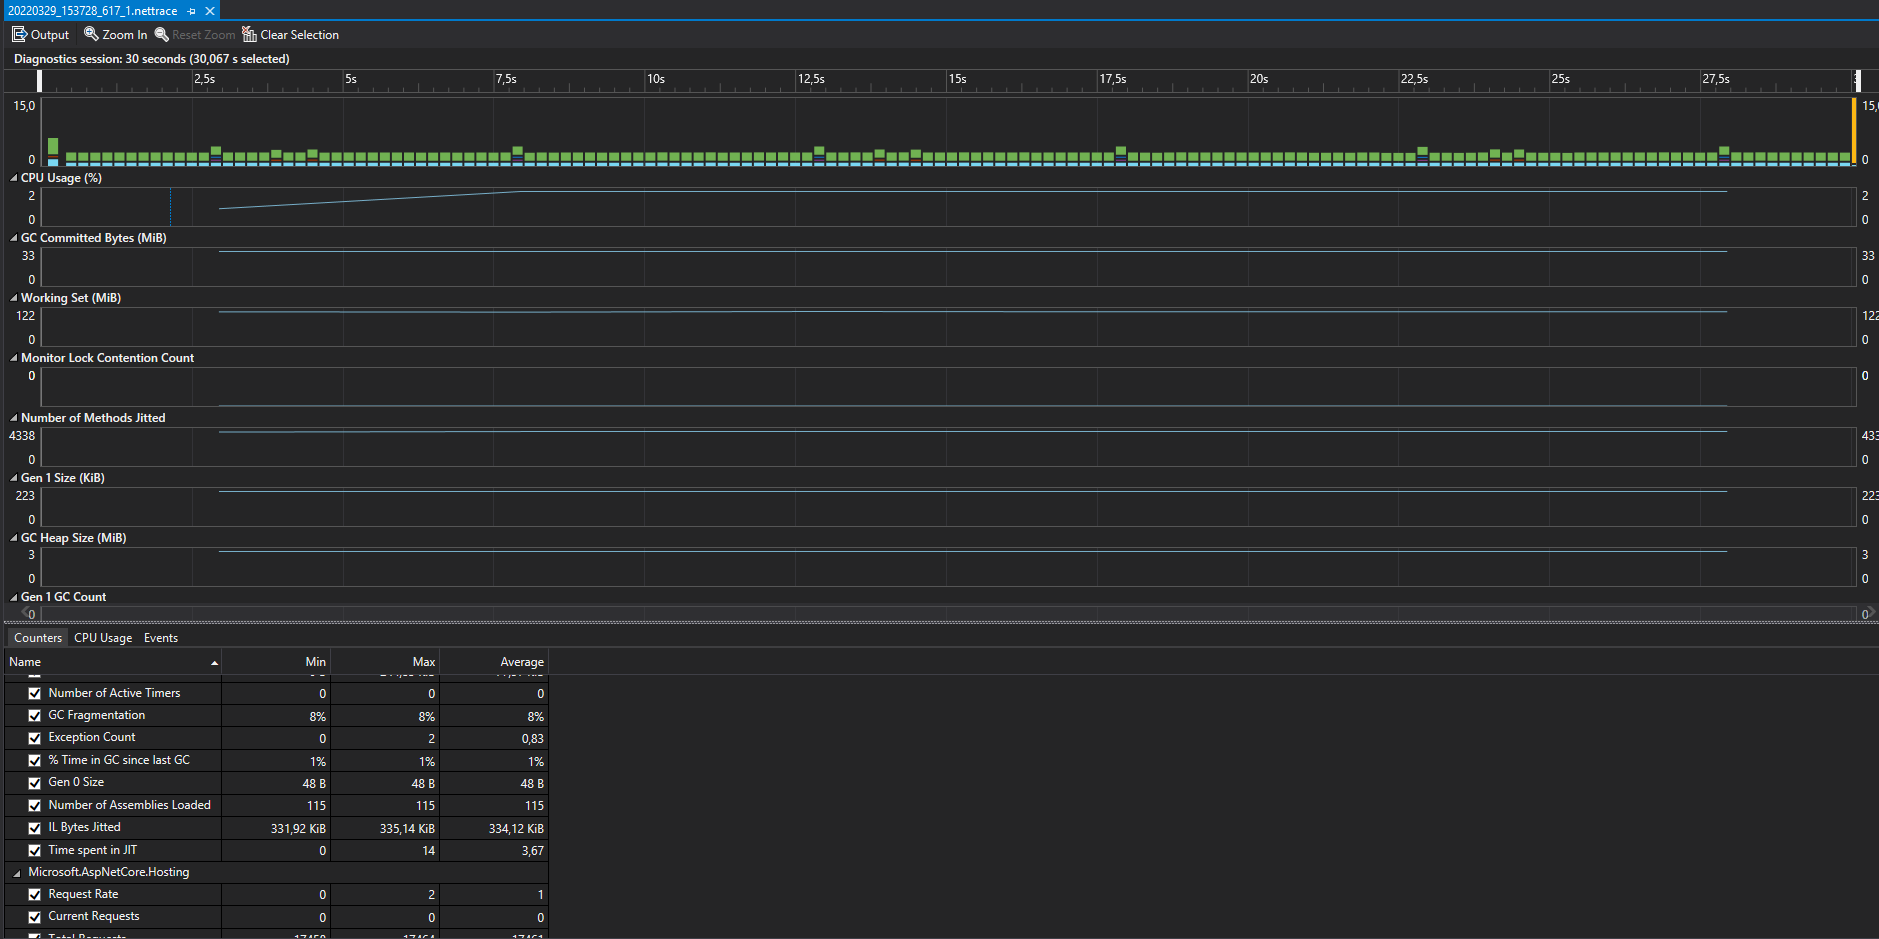 20220329_153728_617_1.nettrace
Output Zoom In Reset Zoom Clear Selection
Diagnostics session: 30 seconds (30,067 s selected)
2,5s 5s 7,5s 10s 12,5s 15s 17,5s 20s 22,5s 25s 27,5s
15,0 15,0
0 0
CPU Usage (%)
2 2
0 0
GC Committed Bytes (MiB)
33 33
0 0
Working Set (MiB)
122 122
0 0
Monitor Lock Contention Count
0 0
Number of Methods Jitted
4338 433
0 0
Gen 1 Size (KiB)
223 223
0 0
GC Heap Size (MiB)
3 3
0 0
Gen 1 GC Count
0 0
Counters CPU Usage Events
Name Min Max Average
Number of Active Timers 0 0 0
GC Fragmentation 8% 8% 8%
Exception Count 0 2 0,83
% Time in GC since last GC 1% 1% 1%
Gen 0 Size 48 B 48 B 48 B
Number of Assemblies Loaded 115 115 115
IL Bytes Jitted 331,92 KiB 335,14 KiB 334,12 KiB
Time spent in JIT 0 14 3,67
Microsoft.AspNetCore.Hosting
Request Rate 0 2 1
Current Requests 0 0 0
Total Requests